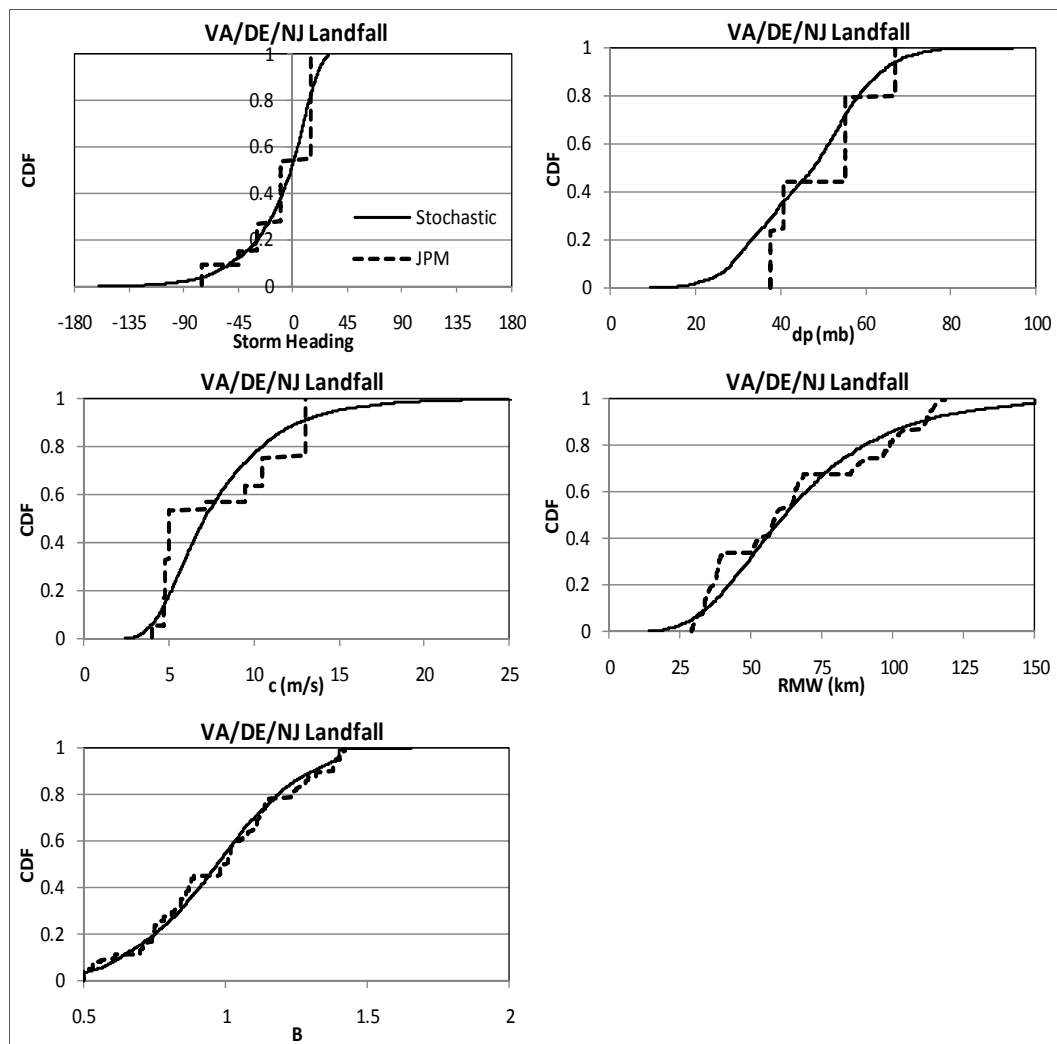 VA/DE/NJ Landfall
1
0.8
0.6
0.4
0.2
0
CDF
-180 -135 -90 -45 0 45 90 135 180
Storm Heading
Stochastic
JPM
VA/DE/NJ Landfall
1
0.8
0.6
0.4
0.2
0
CDF
0 20 40 60 80 100
dp (mb)
VA/DE/NJ Landfall
1
0.8
0.6
0.4
0.2
0
CDF
0 5 10 15 20 25
c (m/s)
VA/DE/NJ Landfall
1
0.8
0.6
0.4
0.2
0
CDF
0 25 50 75 100 125 150
RMW (km)
VA/DE/NJ Landfall
1
0.8
0.6
0.4
0.2
0
CDF
0.5 1 1.5 2
B